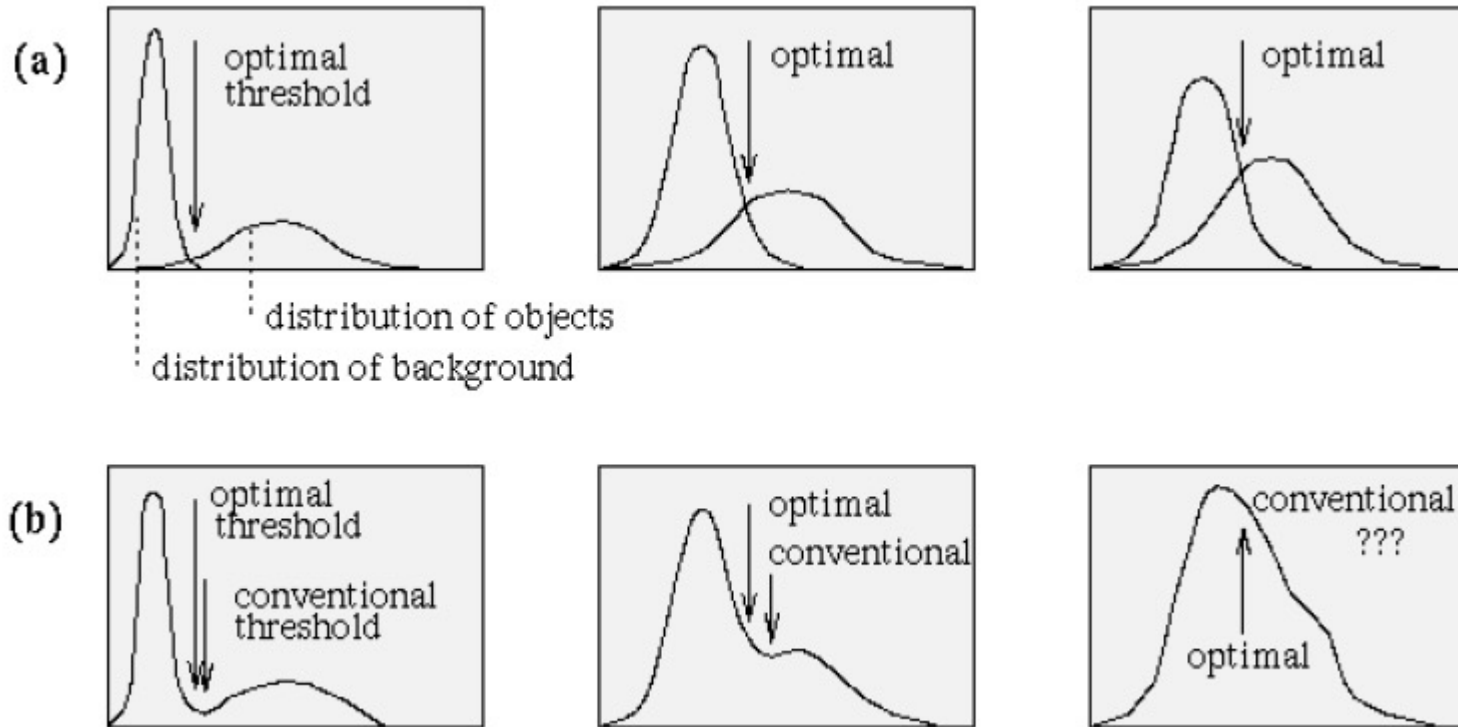 (a)
optimal
threshold
optimal
optimal
distribution of objects
distribution of background
(b)
optimal
threshold
conventional
threshold
optimal
conventional
conventional
???
optimal